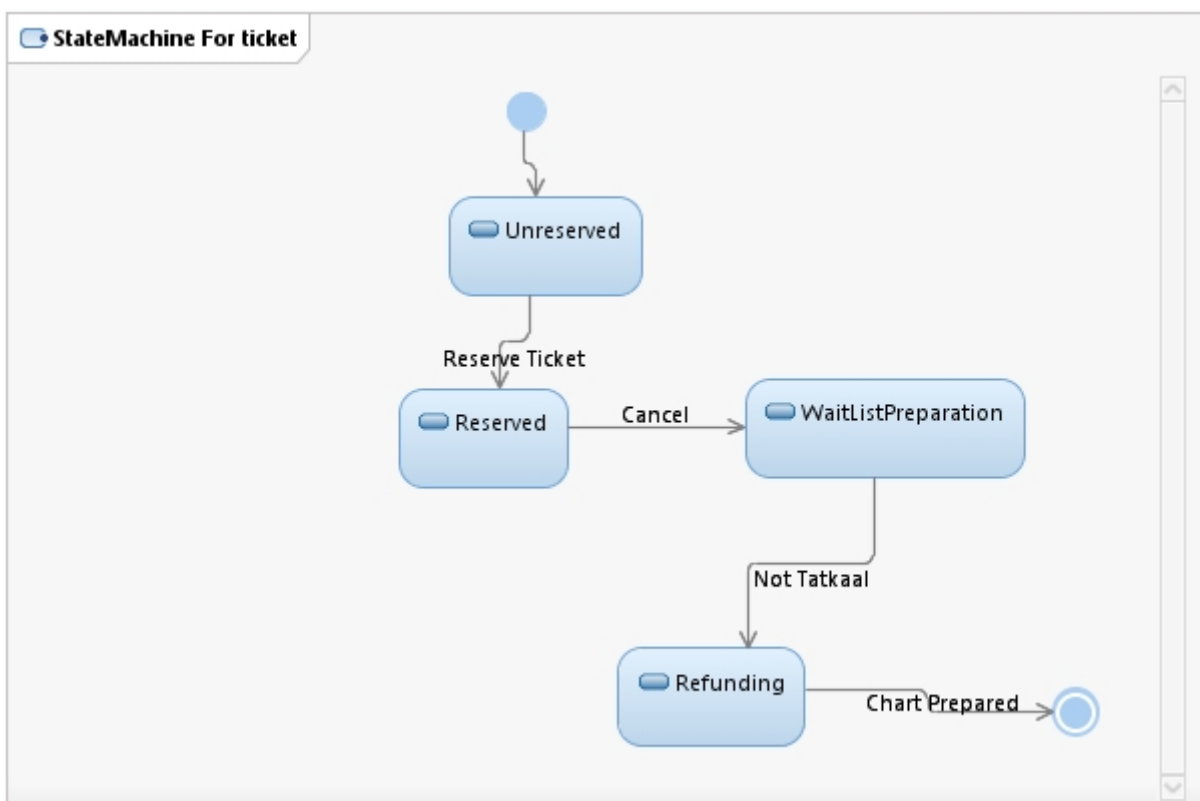 StateMachine For ticket
Unreserved
Reserve Ticket
Reserved
Cancel
WaitListPreparation
Not Tatkaal
Refunding
Chart Prepared